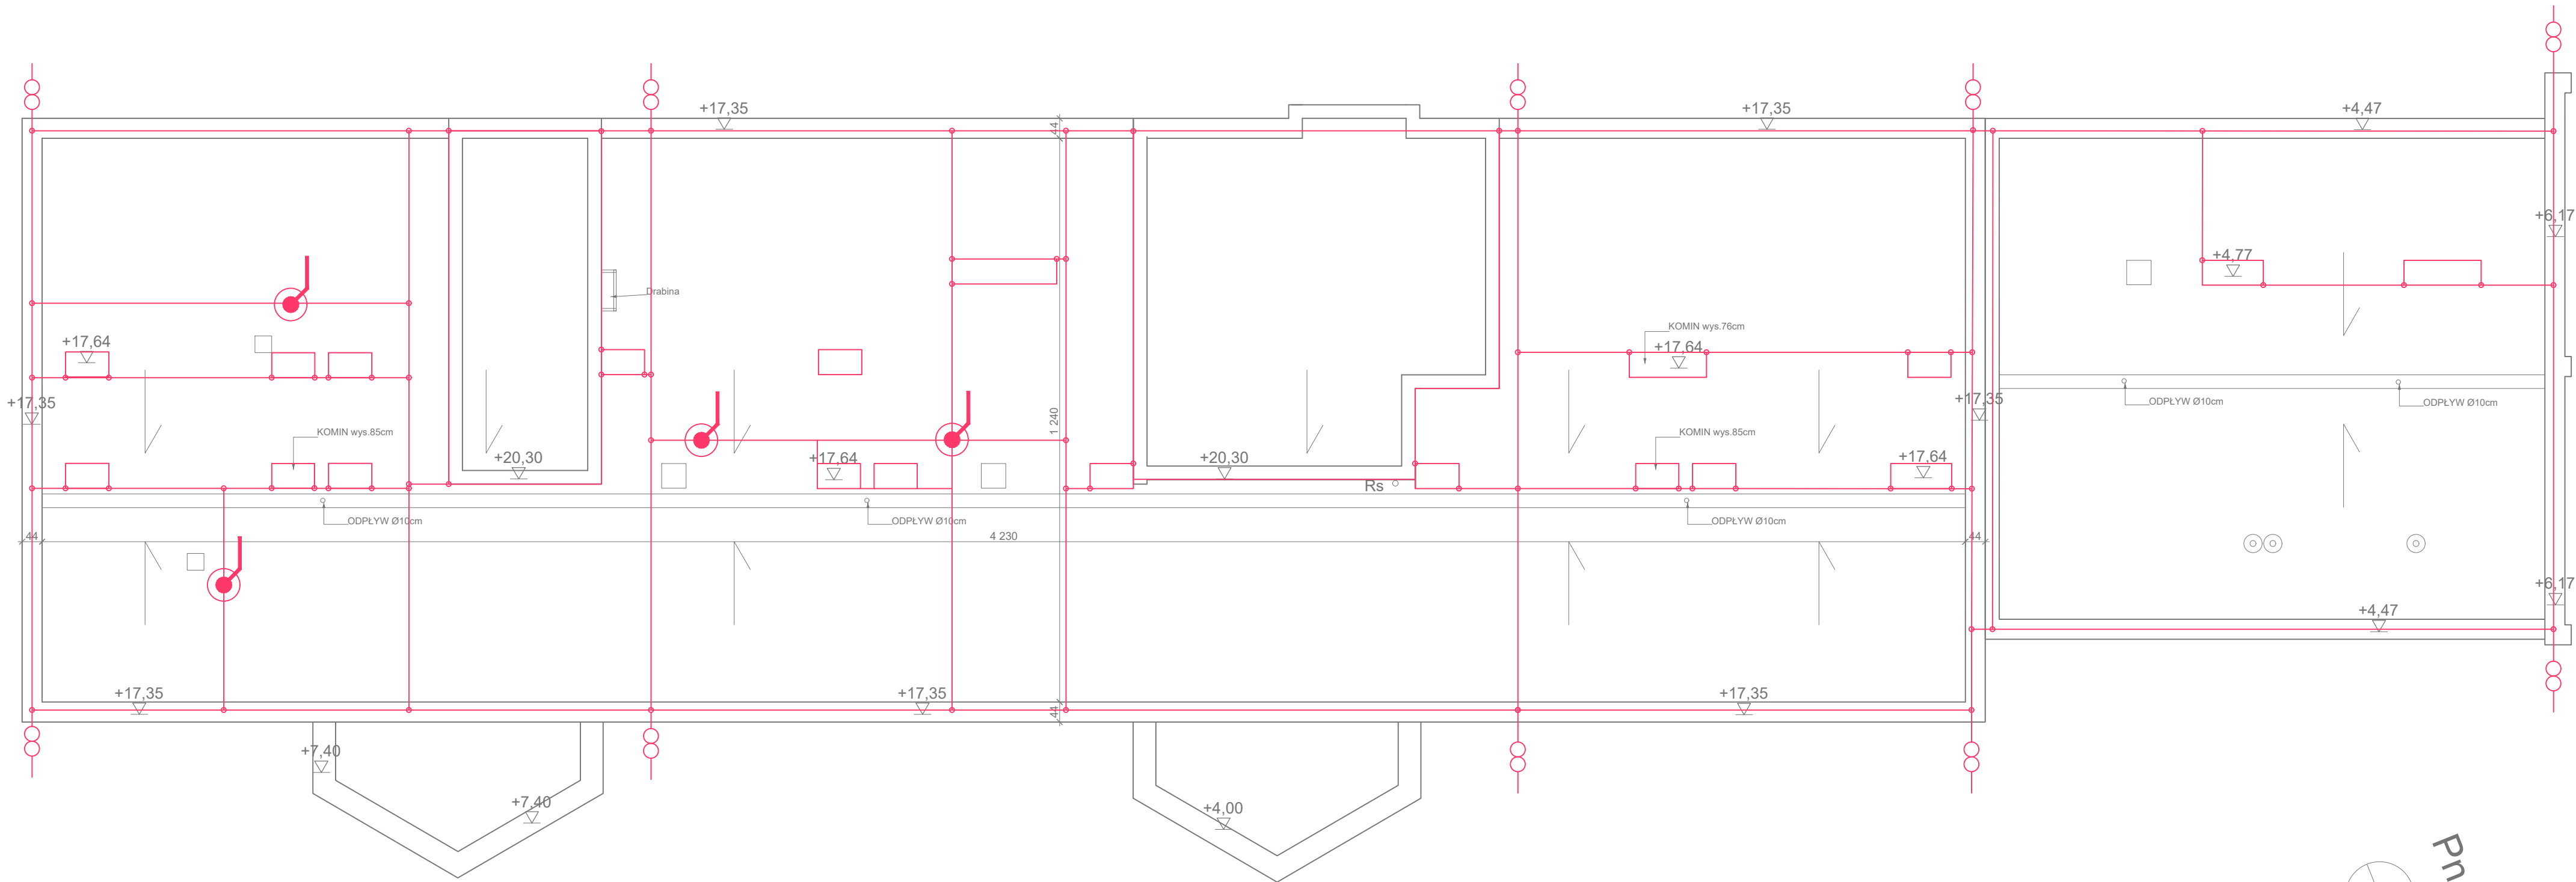 +17,35
+17,35
+4,47
44
+6,17
+4,77
Drabina
KOMIN wys.76cm
+17,64
+17,64
+17,35
+17,35
ODPŁYW Ø10cm
ODPŁYW Ø10cm
1 240
KOMIN wys.85cm
KOMIN wys.85cm
+20,30
+17,64
+20,30
+17,64
Rs
ODPŁYW Ø10cm
ODPŁYW Ø10cm
ODPŁYW Ø10cm
44
4 230
44
+6,17
+4,47
+17,35
+17,35
+17,35
44
+7,40
+7,40
+4,00
Pn